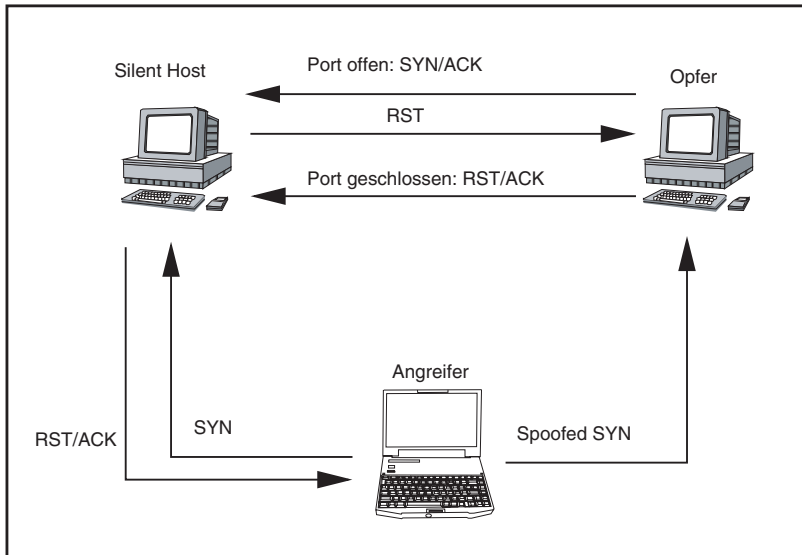 Silent Host
Port offen: SYN/ACK
Opfer
RST
Port geschlossen: RST/ACK
Angreifer
RST/ACK
SYN
Spoofed SYN